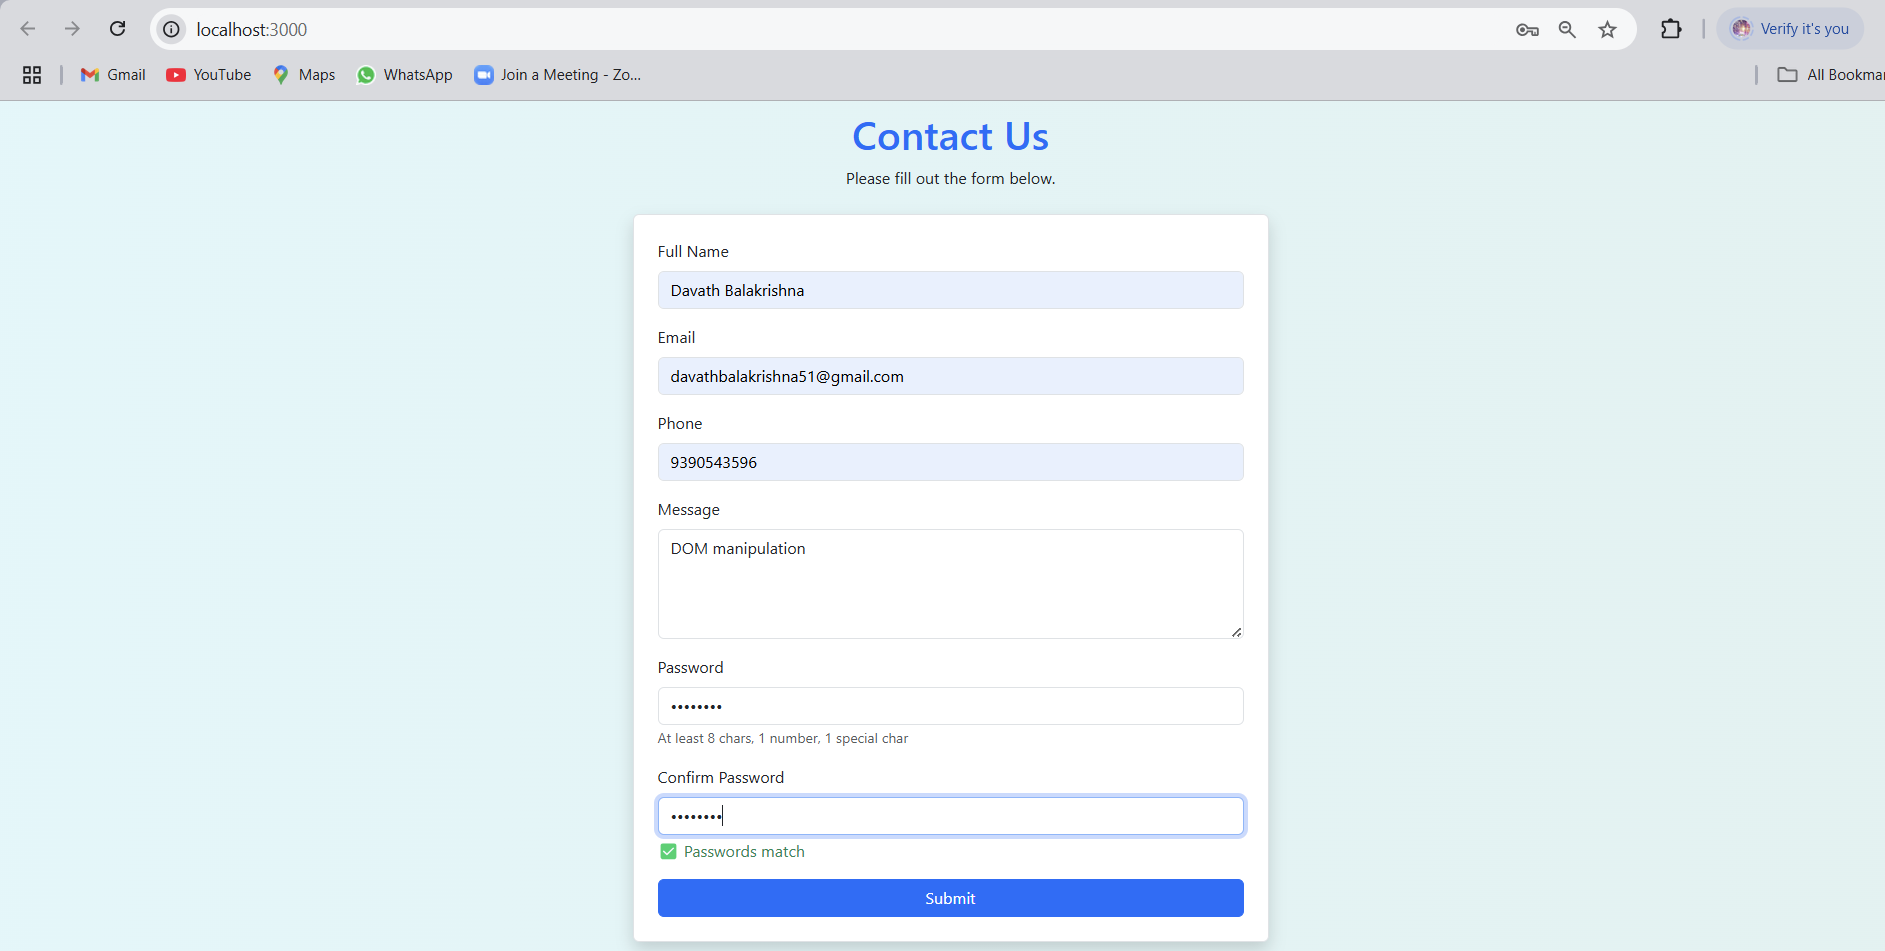 localhost:3000
Verify it's you
Gmail YouTube Maps WhatsApp Join a Meeting - Zo... All Bookmar
Contact Us
Please fill out the form below.
Full Name
Davath Balakrishna
Email
davathbalakrishna51@gmail.com
Phone
9390543596
Message
DOM manipulation
Password
••••••••
At least 8 chars, 1 number, 1 special char
Confirm Password
••••••••
Passwords match
Submit